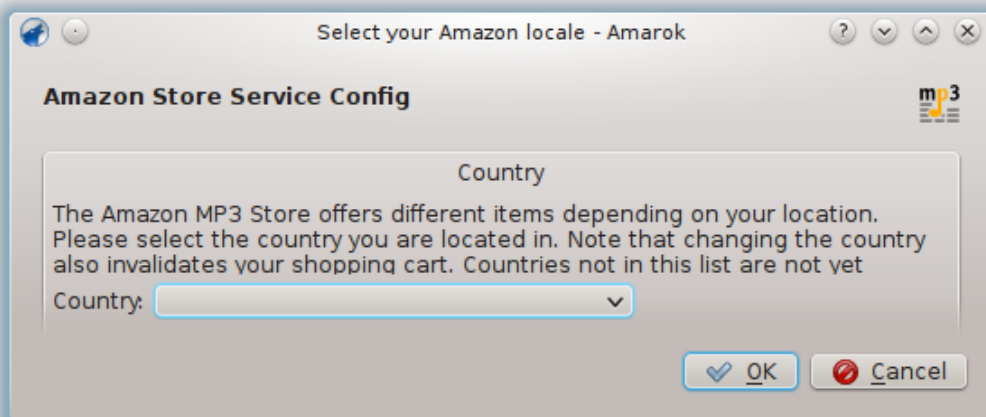 Select your Amazon locale - Amarok
Amazon Store Service Config
mp3
Country
The Amazon MP3 Store offers different items depending on your location.
Please select the country you are located in. Note that changing the country
also invalidates your shopping cart. Countries not in this list are not yet
Country:
OK
Cancel